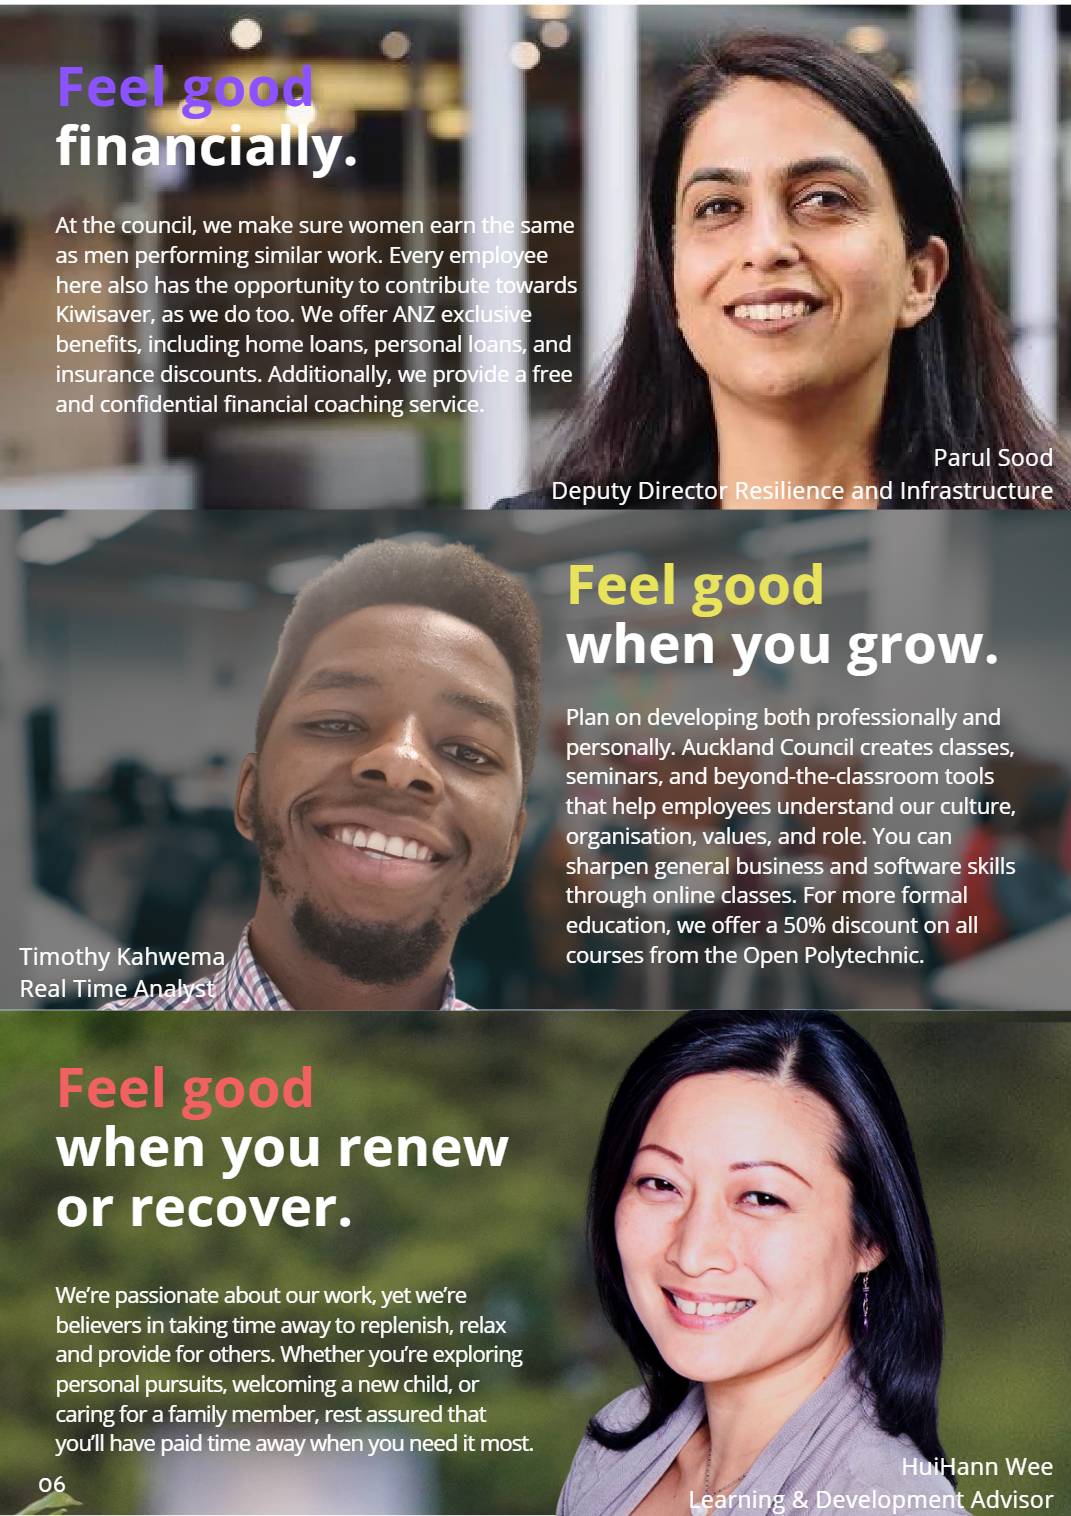 Feel good
financially.
At the council, we make sure women earn the same
as men performing similar work. Every employee
here also has the opportunity to contribute towards
Kiwisaver, as we do too. We offer ANZ exclusive
benefits, including home loans, personal loans, and
insurance discounts. Additionally, we provide a free
and confidential financial coaching service.
Parul Sood
Deputy Director Resilience and Infrastructure
Feel good
when you grow.
Plan on developing both professionally and
personally. Auckland Council creates classes,
seminars, and beyond-the-classroom tools
that help employees understand our culture,
organisation, values, and role. You can
sharpen general business and software skills
through online classes. For more formal
education, we offer a 50% discount on all
courses from the Open Polytechnic.
Timothy Kahwema
Real Time Analyst
Feel good
when you renew
or recover.
We’re passionate about our work, yet we’re
believers in taking time away to replenish, relax
and provide for others. Whether you’re exploring
personal pursuits, welcoming a new child, or
caring for a family member, rest assured that
you’ll have paid time away when you need it most.
HuiHann Wee
Learning & Development Advisor
06